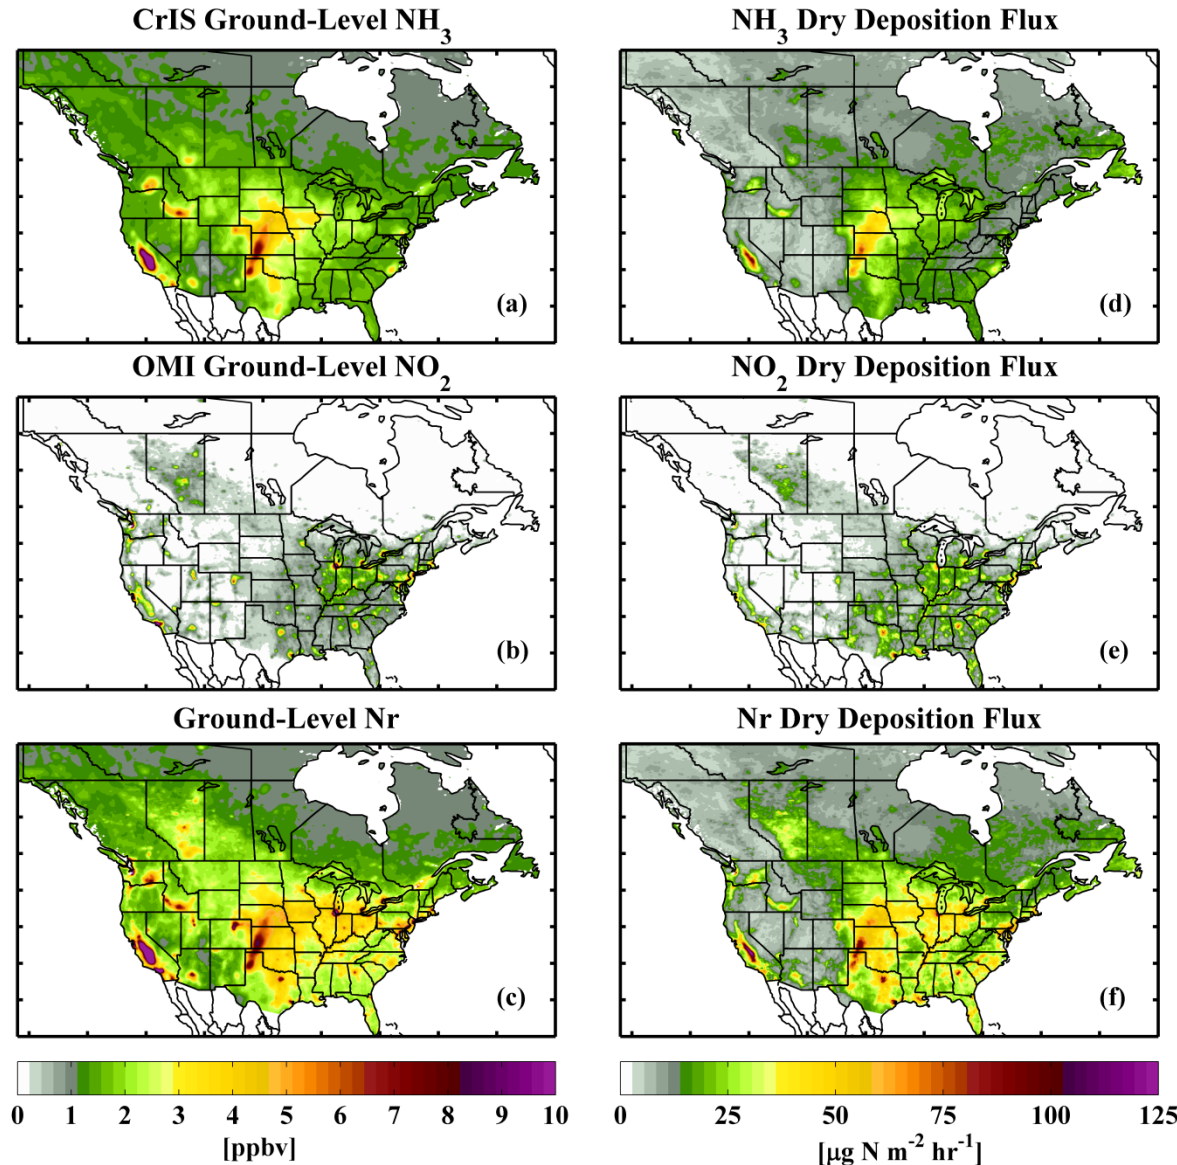 CrIS Ground-Level NH₃
NH₃ Dry Deposition Flux
(a)
(d)
OMI Ground-Level NO₂
NO₂ Dry Deposition Flux
(b)
(e)
Ground-Level Nr
Nr Dry Deposition Flux
(c)
(f)
0 1 2 3 4 5 6 7 8 9 10
[ppbv]
0 25 50 75 100 125
[μg N m⁻² hr⁻¹]